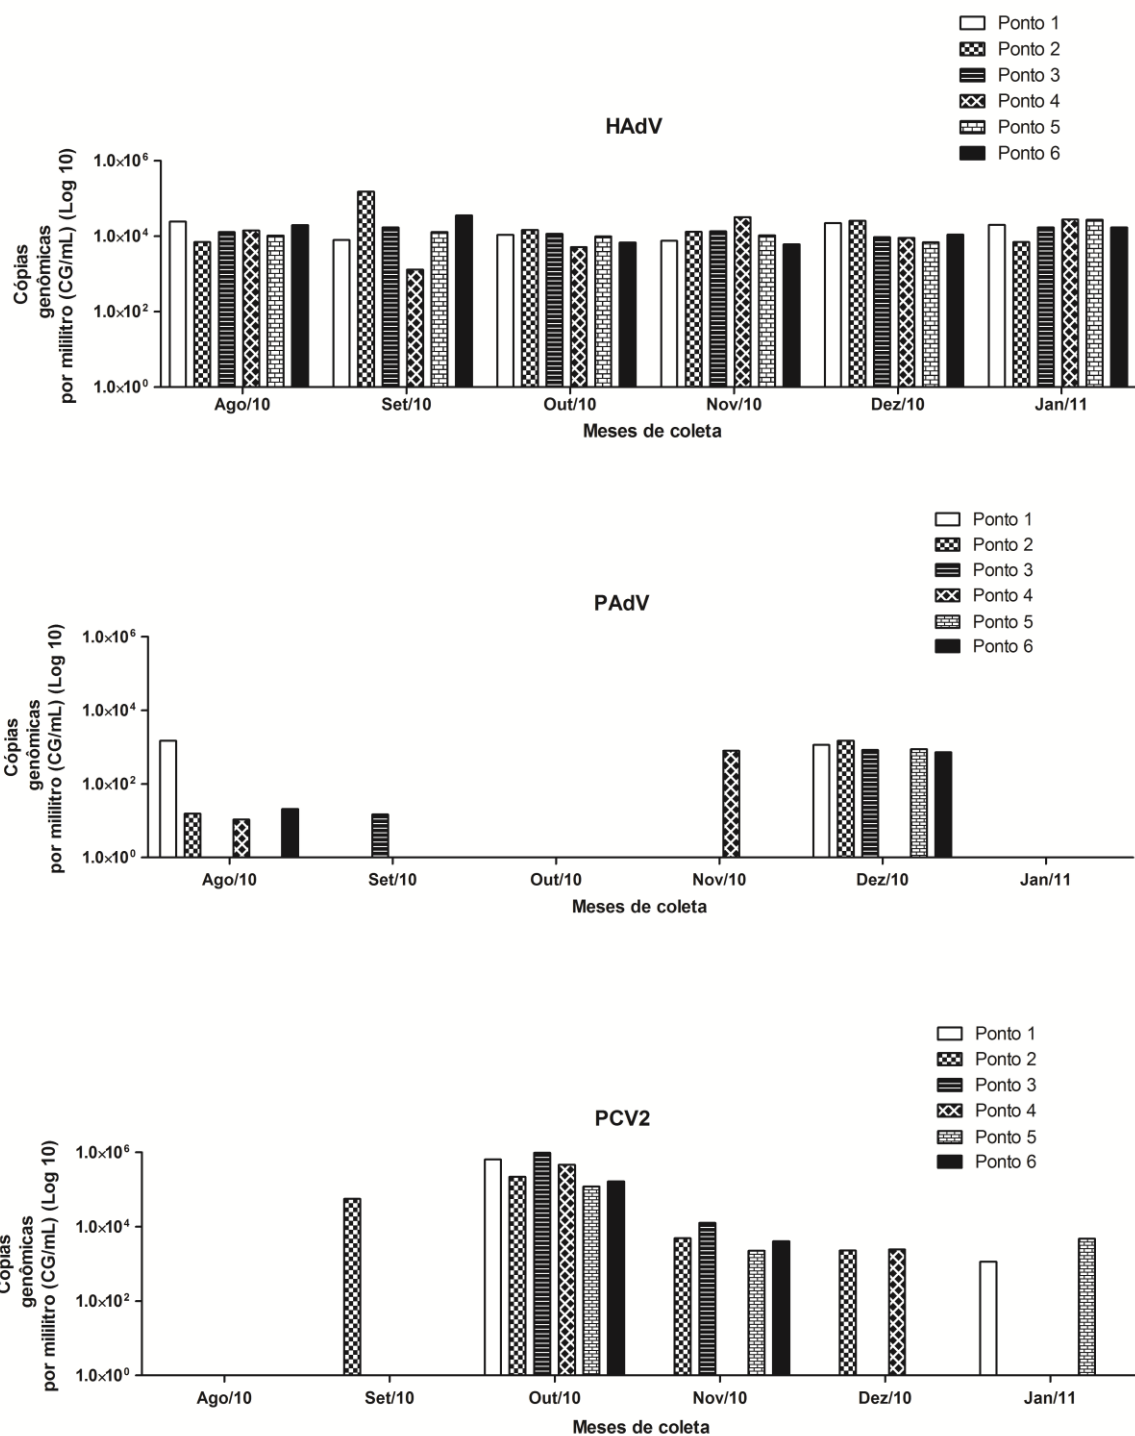 Ponto 1
Ponto 2
Ponto 3
Ponto 4
Ponto 5
Ponto 6
HAdV
Cópias
genômicas
por mililitro (CG/mL) (Log 10)
1.0×10⁶
1.0×10⁴
1.0×10²
1.0×10⁰
Ago/10 Set/10 Out/10 Nov/10 Dez/10 Jan/11
Meses de coleta
Ponto 1
Ponto 2
Ponto 3
Ponto 4
Ponto 5
Ponto 6
PAdV
Cópias
genômicas
por mililitro (CG/mL) (Log 10)
1.0×10⁶
1.0×10⁴
1.0×10²
1.0×10⁰
Ago/10 Set/10 Out/10 Nov/10 Dez/10 Jan/11
Meses de coleta
Ponto 1
Ponto 2
Ponto 3
Ponto 4
Ponto 5
Ponto 6
PCV2
Cópias
genômicas
por mililitro (CG/mL) (Log 10)
1.0×10⁶
1.0×10⁴
1.0×10²
1.0×10⁰
Ago/10 Set/10 Out/10 Nov/10 Dez/10 Jan/11
Meses de coleta